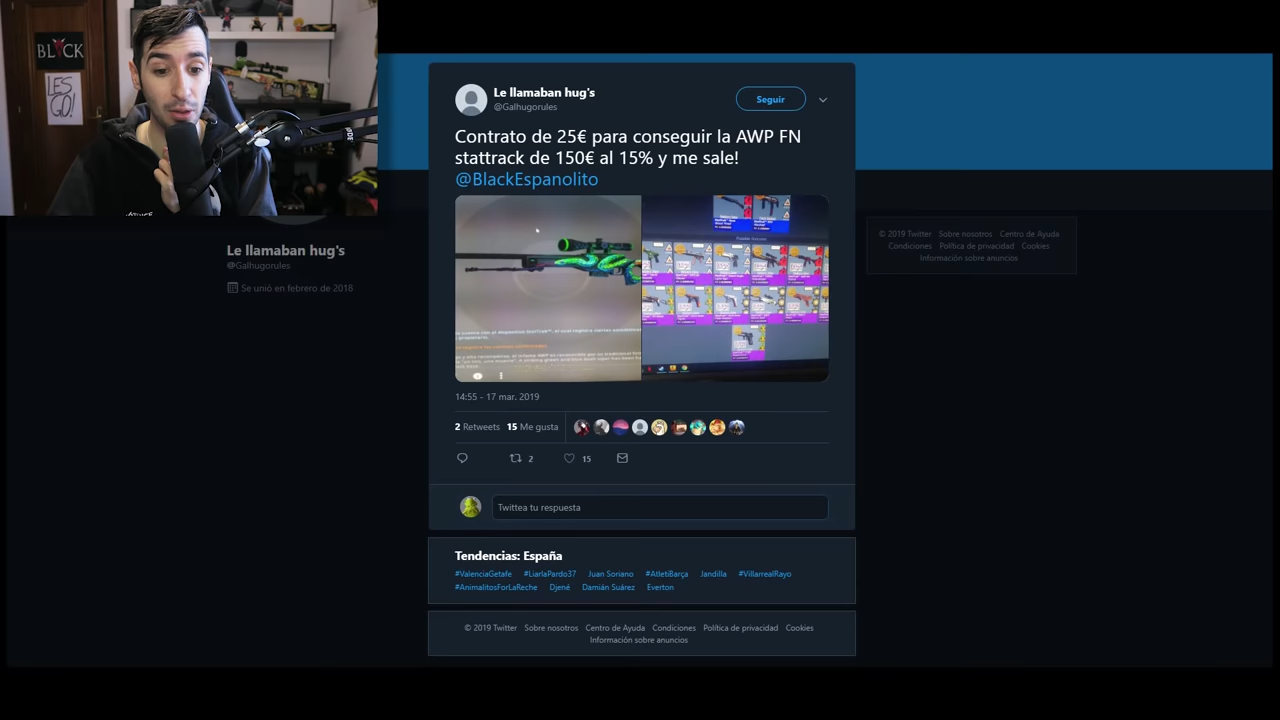 BLICK
LES
GO!
Le llamaban hug's
@Galhugorules
Seguir
Contrato de 25€ para conseguir la AWP FN
stattrack de 150€ al 15% y me sale!
@BlackEspanolito
14:55 - 17 mar. 2019
2 Retweets 15 Me gusta
2 15
Twittea tu respuesta
Tendencias: España
#ValenciaGetafe #LiarlaPardo37 Juan Soriano #AtletiBarça Jandilla #VillarrealRayo
#AnimalitosForLaReche Djené Damián Suárez Everton
© 2019 Twitter Sobre nosotros Centro de Ayuda Condiciones Política de privacidad Cookies
Información sobre anuncios
Le llamaban hug's
@Galhugorules
Se unió en febrero de 2018
© 2019 Twitter Sobre nosotros Centro de Ayuda
Condiciones Política de privacidad Cookies
Información sobre anuncios